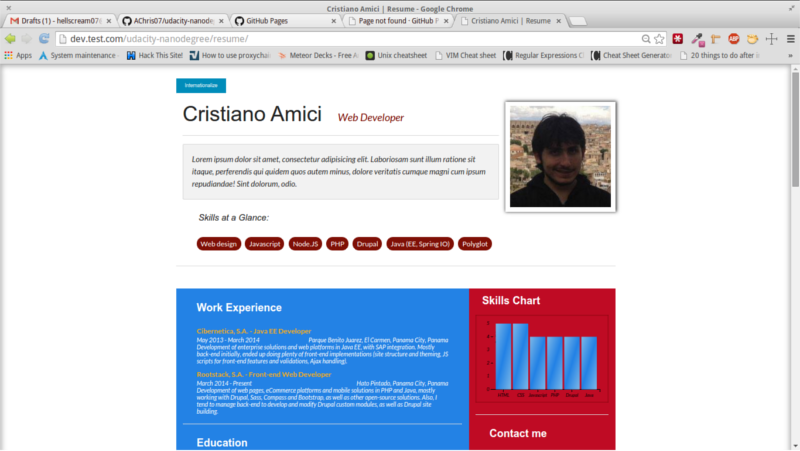 Cristiano Amici | Resume - Google Chrome
Drafts (1) - hellscream07
AChris07/udacity-nanode
GitHub Pages
Page not found · GitHub P
Cristiano Amici | Resume
dev.test.com/udacity-nanodegree/resume/
Apps
System maintenance -
Hack This Site!
How to use proxychai
Meteor Decks - Free A
Unix cheatsheet
VIM Cheat sheet
Regular Expressions C
Cheat Sheet Generator
20 things to do after i
Internationalize
Cristiano Amici
Web Developer
Lorem ipsum dolor sit amet, consectetur adipisicing elit. Laboriosam sunt illum ratione sit
itaque, perferendis qui quidem quos autem minus, dolore veritatis cumque magni cum ipsum
repudiandae! Sint dolorum, odio.
Skills at a Glance:
Web design
Javascript
Node.JS
PHP
Drupal
Java (EE, Spring IO)
Polyglot
Work Experience
Cibernetica, S.A. - Java EE Developer
May 2013 - March 2014
Parque Benito Juarez, El Carmen, Panama City, Panama
Development of enterprise solutions and web platforms in Java EE, with SAP integration. Mostly
back-end initially, ended up doing plenty of front-end implementations (site structure and theming, JS
scripts for front-end features and validations, Ajax handling).
Rootstack, S.A. - Front-end Web Developer
March 2014 - Present
Hato Pintado, Panama City, Panama
Development of web pages, eCommerce platforms and mobile solutions in PHP and Java, mostly
working with Drupal, Sass, Compass and Bootstrap, as well as other open-source solutions. Also, I
tend to manage back-end to develop and modify Drupal custom modules, as well as Drupal site
building.
Education
Skills Chart
5
4
3
2
1
0
HTML
CSS
Javascript
PHP
Drupal
Java
Contact me